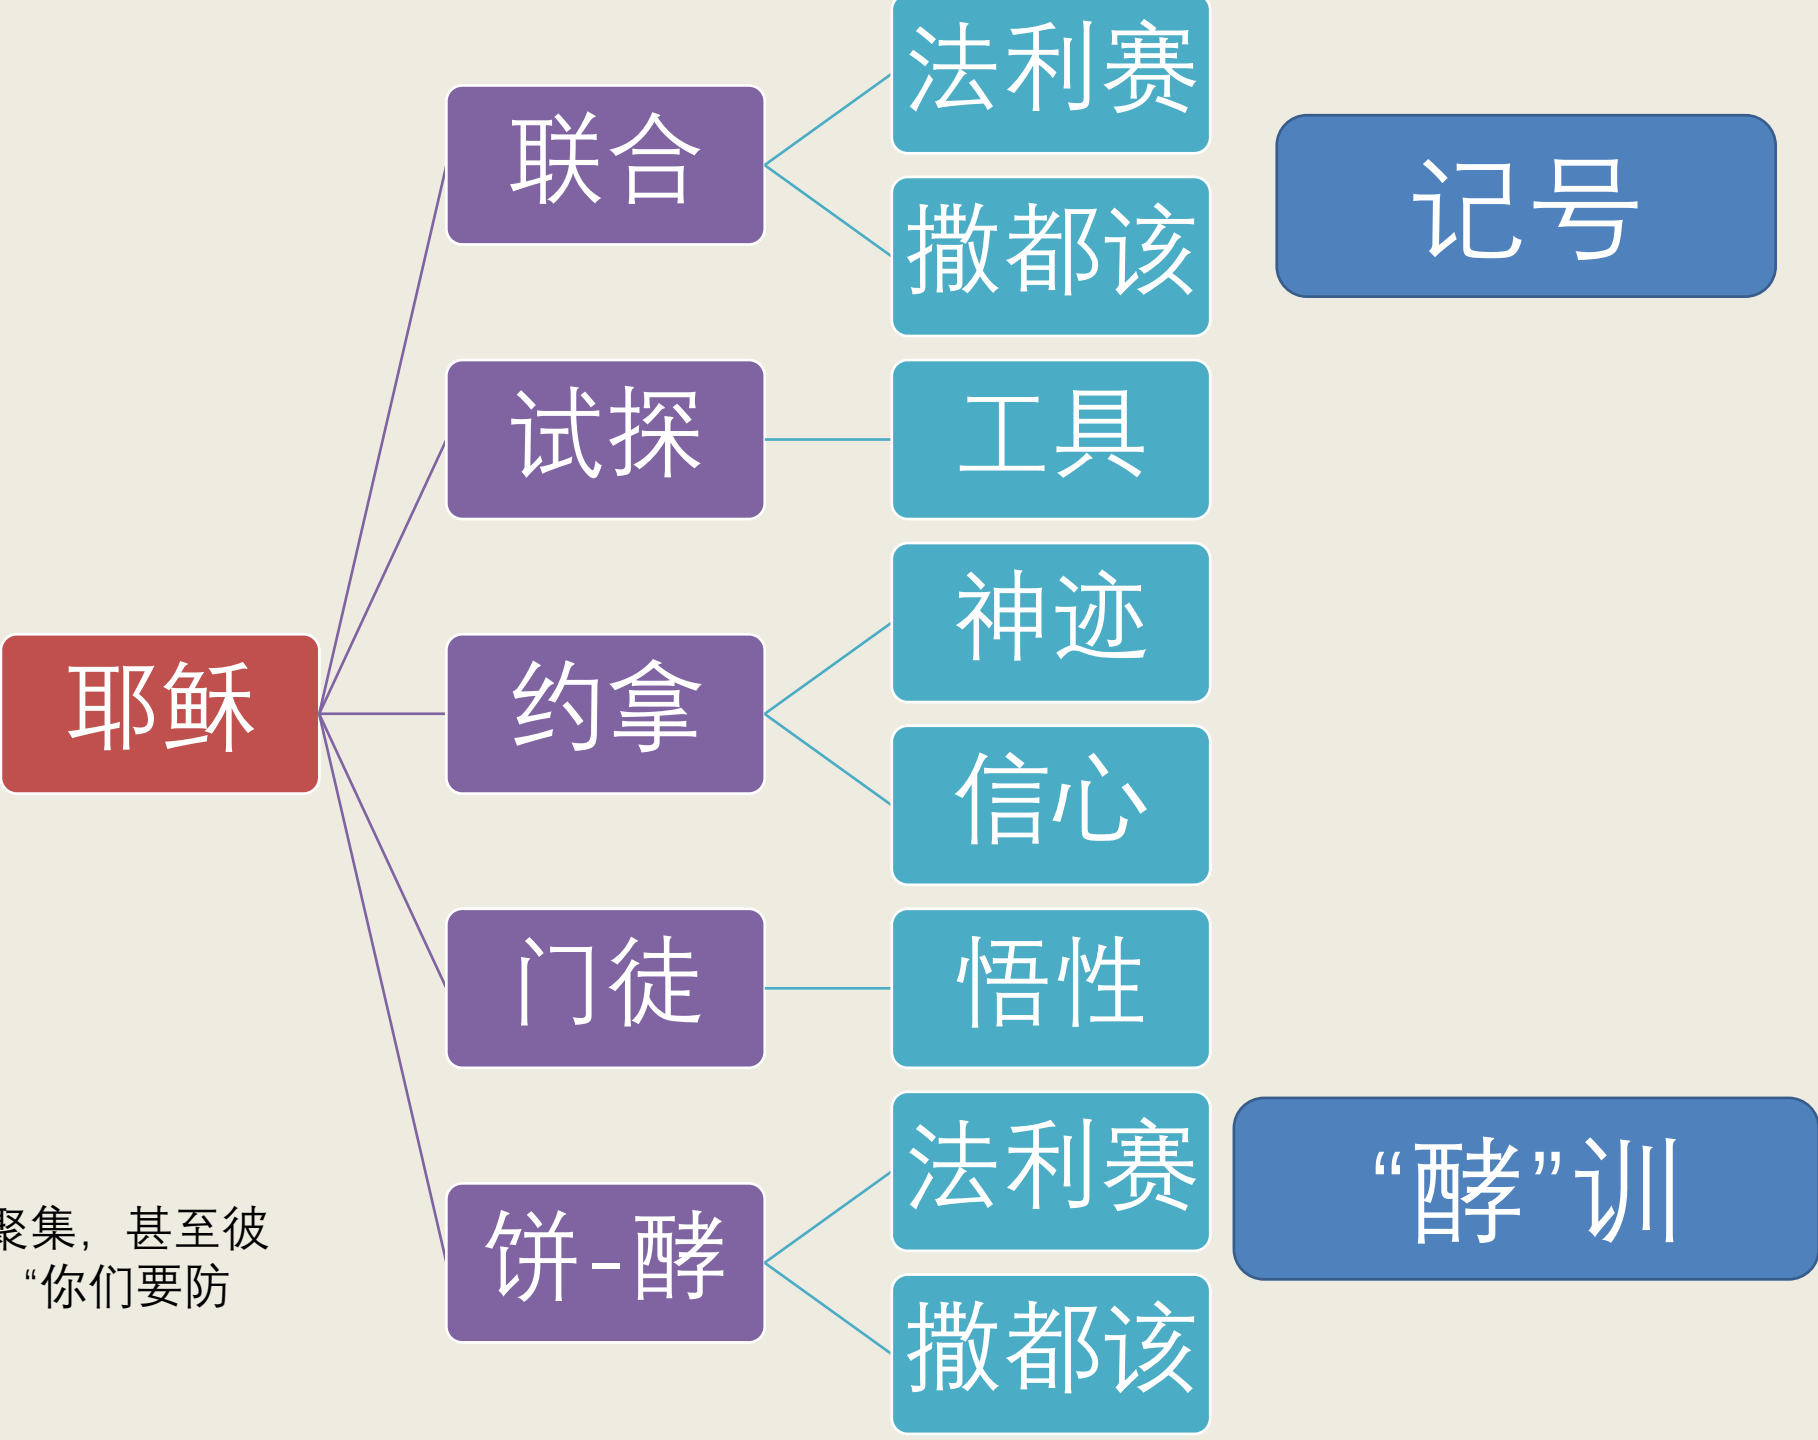 法利赛
联合
记号
撒都该
试探
工具
神迹
耶稣
约拿
信心
门徒
悟性
法利赛
“酵”训
饼-酵
聚集，甚至彼
“你们要防
撒都该